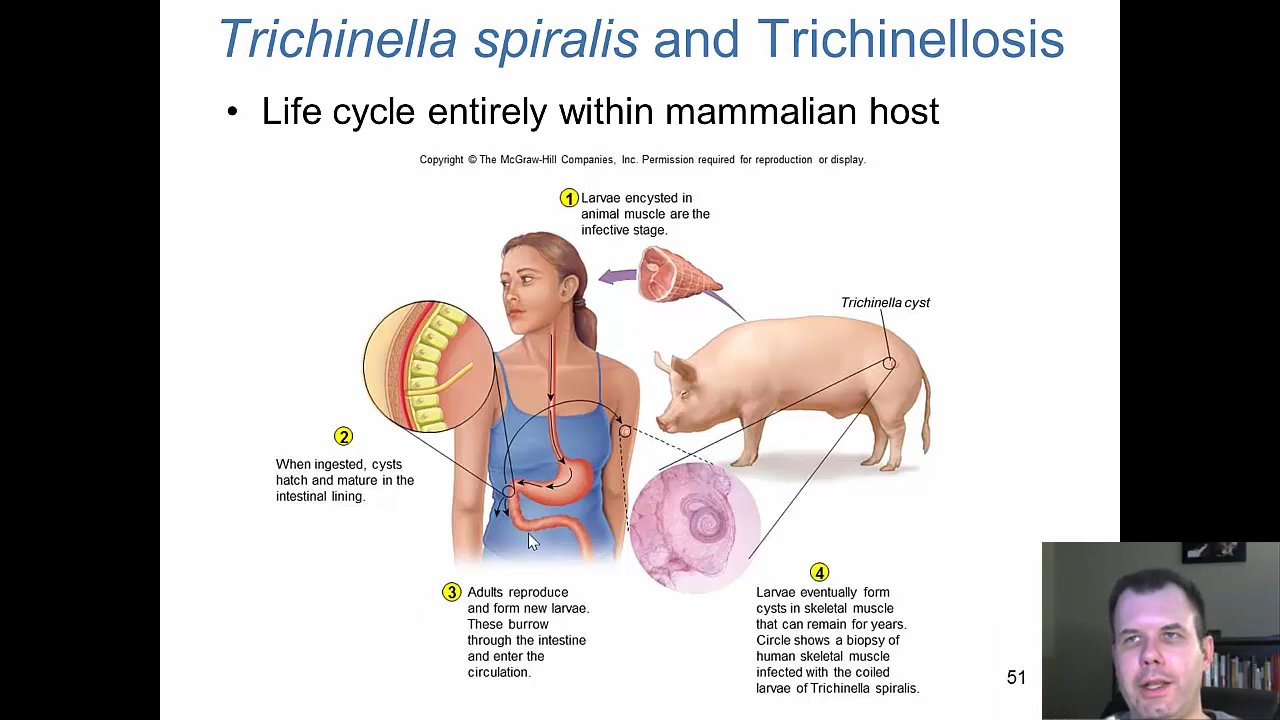 Trichinella spiralis and Trichinellosis
• Life cycle entirely within mammalian host
Copyright © The McGraw-Hill Companies, Inc. Permission required for reproduction or display.
1 Larvae encysted in
animal muscle are the
infective stage.
Trichinella cyst
2
When ingested, cysts
hatch and mature in the
intestinal lining.
3 Adults reproduce
and form new larvae.
These burrow
through the intestine
and enter the
circulation.
4
Larvae eventually form
cysts in skeletal muscle
that can remain for years.
Circle shows a biopsy of
human skeletal muscle
infected with the coiled
larvae of Trichinella spiralis.
51